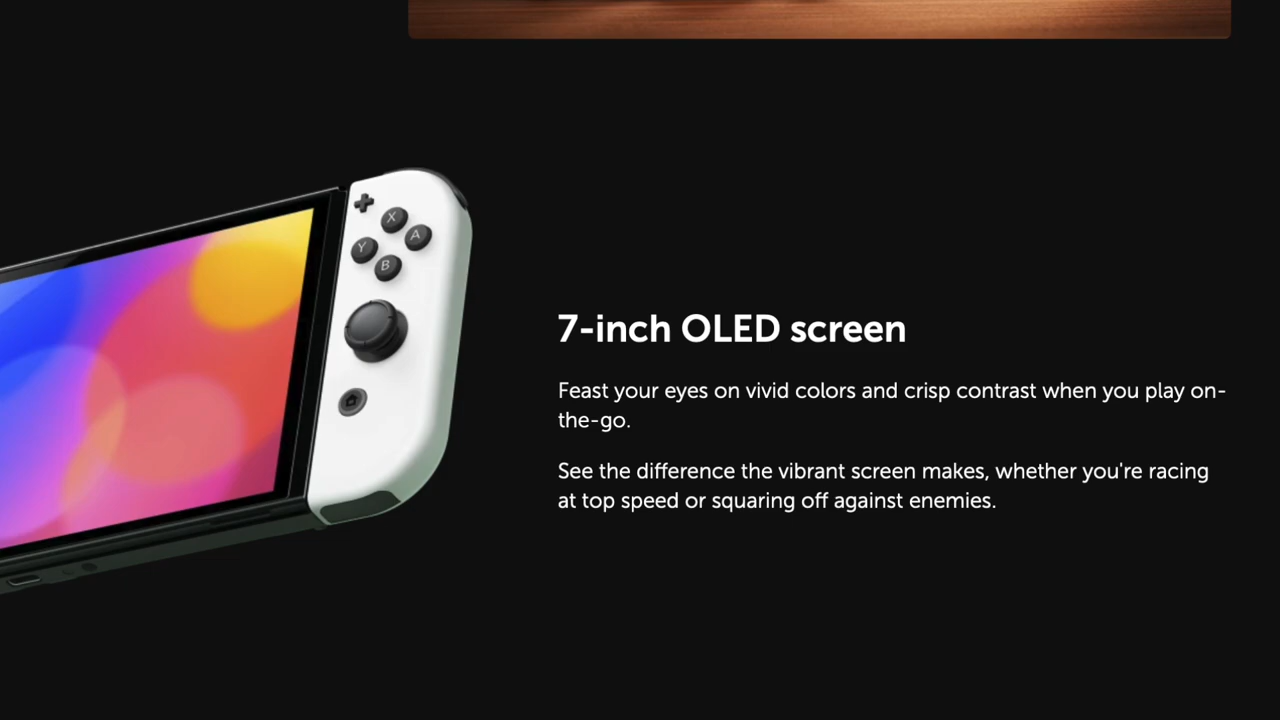 X
A
Y
B
7-inch OLED screen
Feast your eyes on vivid colors and crisp contrast when you play on-
the-go.
See the difference the vibrant screen makes, whether you're racing
at top speed or squaring off against enemies.